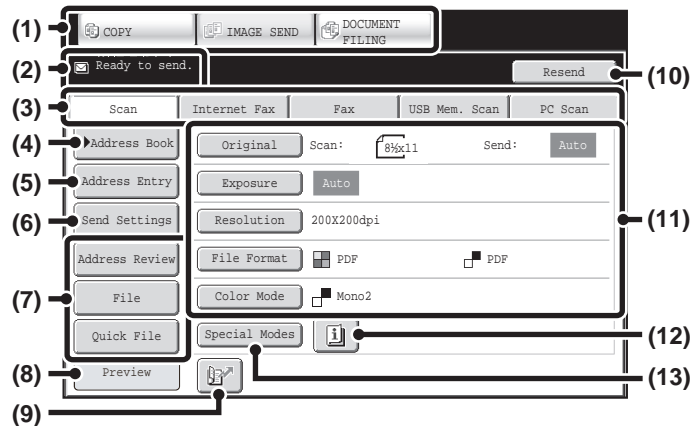 (1) COPY IMAGE SEND DOCUMENT FILING
(2) Ready to send.
Resend (10)
(3) Scan Internet Fax Fax USB Mem. Scan PC Scan
(4) Address Book Original Scan: 8½x11 Send: Auto
(5) Address Entry Exposure Auto
(6) Send Settings Resolution 200X200dpi (11)
Address Review File Format PDF PDF
(7) File Color Mode Mono2
Quick File Special Modes (12)
(8) Preview (13)
(9)